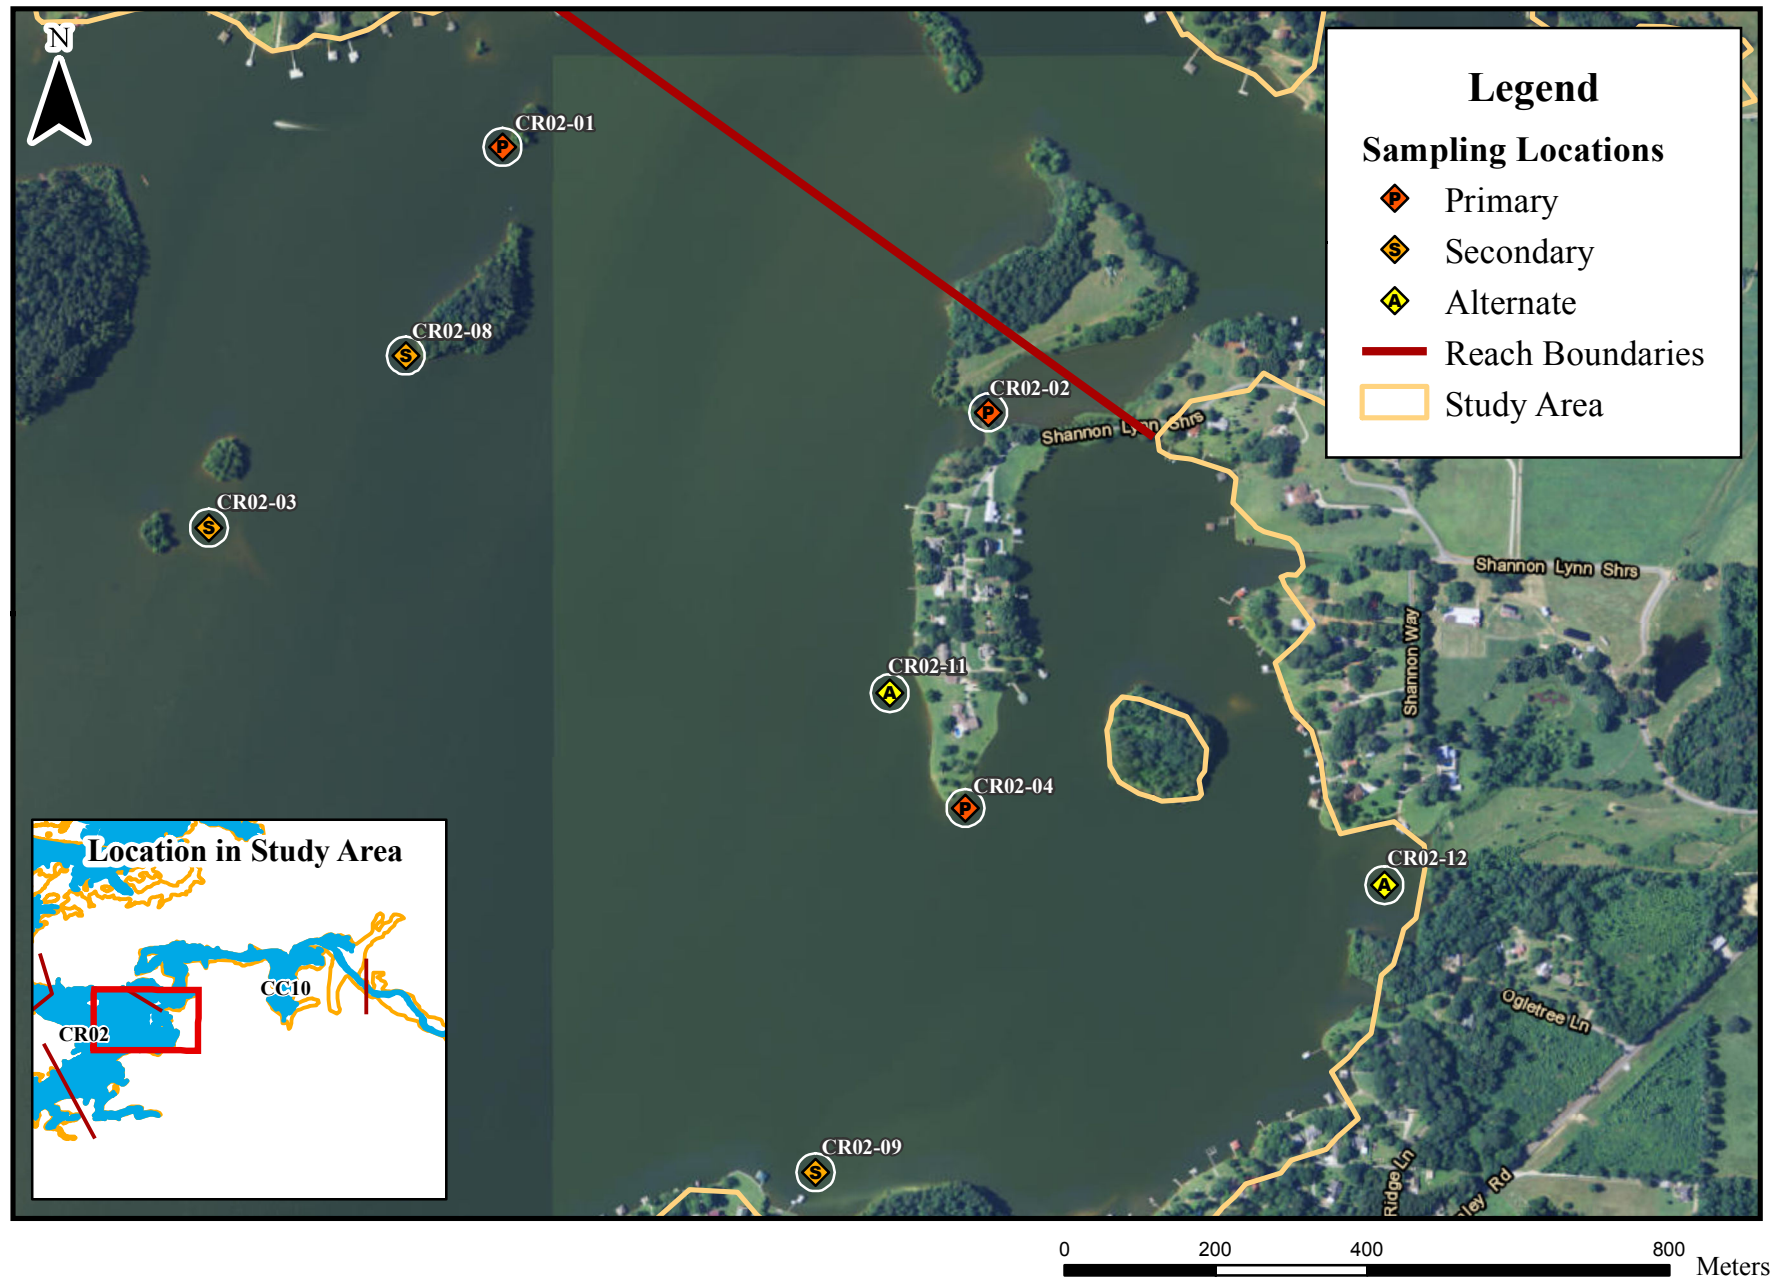 N
CR02-01
Legend
Sampling Locations
P Primary
S Secondary
A Alternate
Reach Boundaries
Study Area
P
CR02-08
S
CR02-02
P
Shannon Lynn Shrs
CR02-03
S
Shannon Lynn Shrs
Shannon Way
CR02-11
A
CR02-04
P
CR02-12
A
Location in Study Area
CC10
CR02
Ogletree Ln
CR02-09
S
Ridge Ln
ley Rd
0 200 400 800
Meters